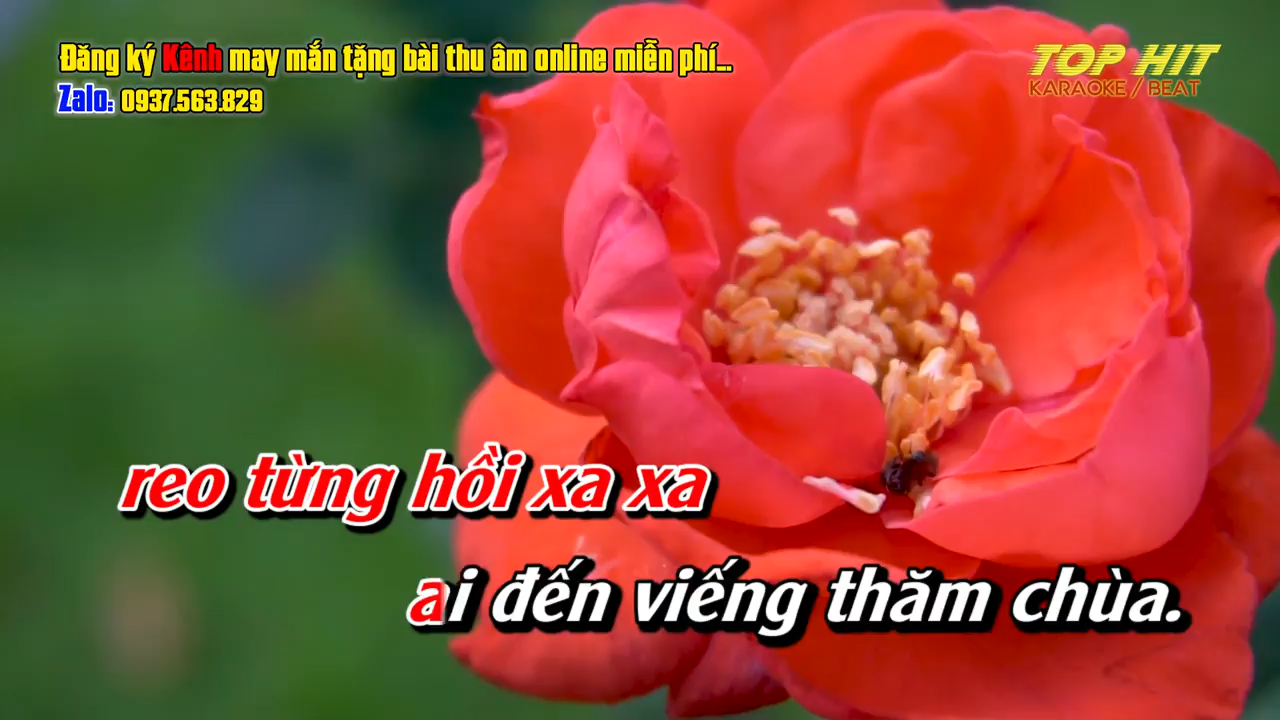 Đăng ký Kênh may mắn tặng bài thu âm online miễn phí...
Zalo: 0937.563.829
TOP HIT
KARAOKE / BEAT
reo từng hồi xa xa
ai đến viếng thăm chùa.